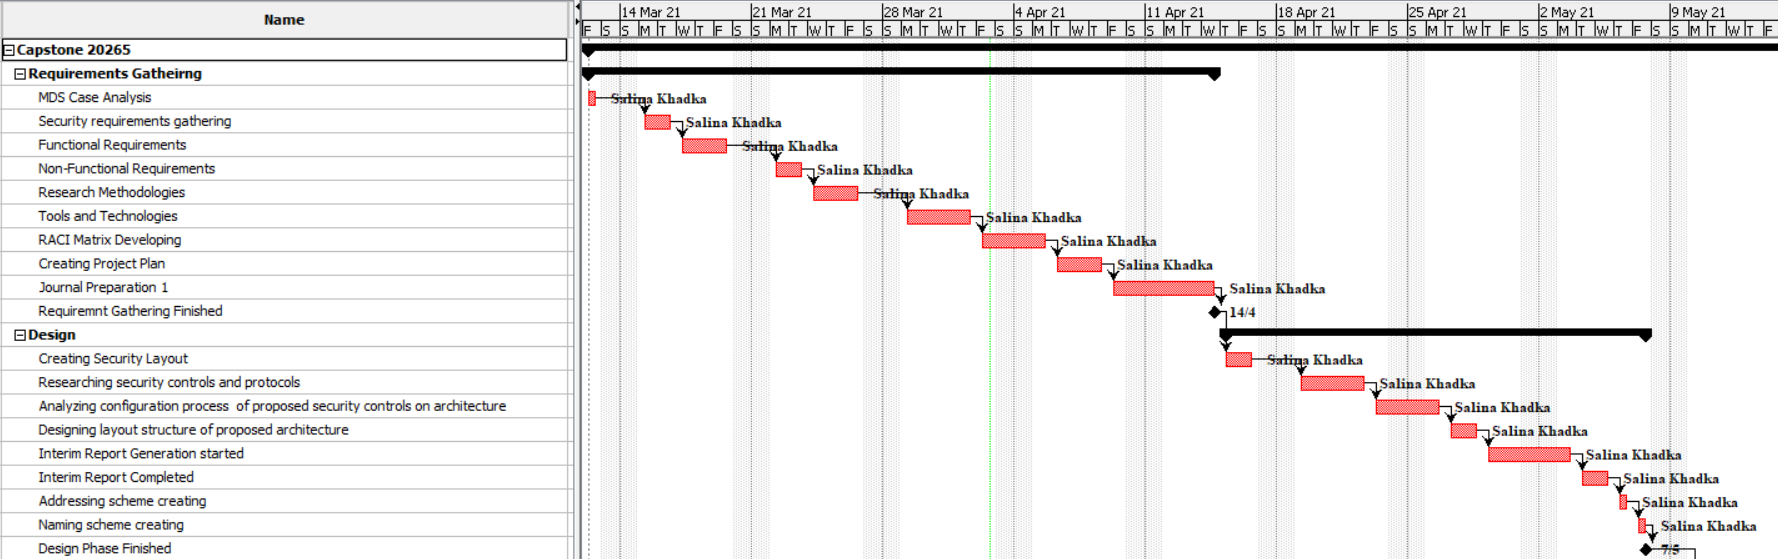 Name
14 Mar 21 21 Mar 21 28 Mar 21 4 Apr 21 11 Apr 21 18 Apr 21 25 Apr 21 2 May 21 9 May 21
F S S M T W T F S S M T W T F S S M T W T F S S M T W T F S S M T W T F S S M T W T F S S M T W T F S S M T W T F S S M T W T F
Capstone 20265
Requirements Gatheirng
MDS Case Analysis Salina Khadka
Security requirements gathering Salina Khadka
Functional Requirements Salina Khadka
Non-Functional Requirements Salina Khadka
Research Methodologies Salina Khadka
Tools and Technologies Salina Khadka
RACI Matrix Developing Salina Khadka
Creating Project Plan Salina Khadka
Journal Preparation 1 Salina Khadka
Requiremnt Gathering Finished 14/4
Design
Creating Security Layout Salina Khadka
Researching security controls and protocols Salina Khadka
Analyzing configuration process of proposed security controls on architecture Salina Khadka
Designing layout structure of proposed architecture Salina Khadka
Interim Report Generation started Salina Khadka
Interim Report Completed Salina Khadka
Addressing scheme creating Salina Khadka
Naming scheme creating Salina Khadka
Design Phase Finished 7/5